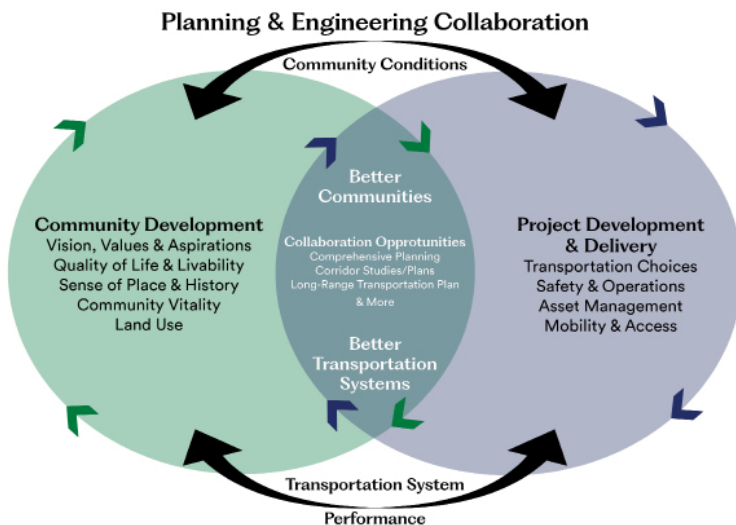 Planning & Engineering Collaboration
Community Conditions
Community Development
Vision, Values & Aspirations
Quality of Life & Livability
Sense of Place & History
Community Vitality
Land Use
Better
Communities
Collaboration Opprotunities
Comprehensive Planning
Corridor Studies/Plans
Long-Range Transportation Plan
& More
Better
Transportation
Systems
Project Development
& Delivery
Transportation Choices
Safety & Operations
Asset Management
Mobility & Access
Transportation System
Performance